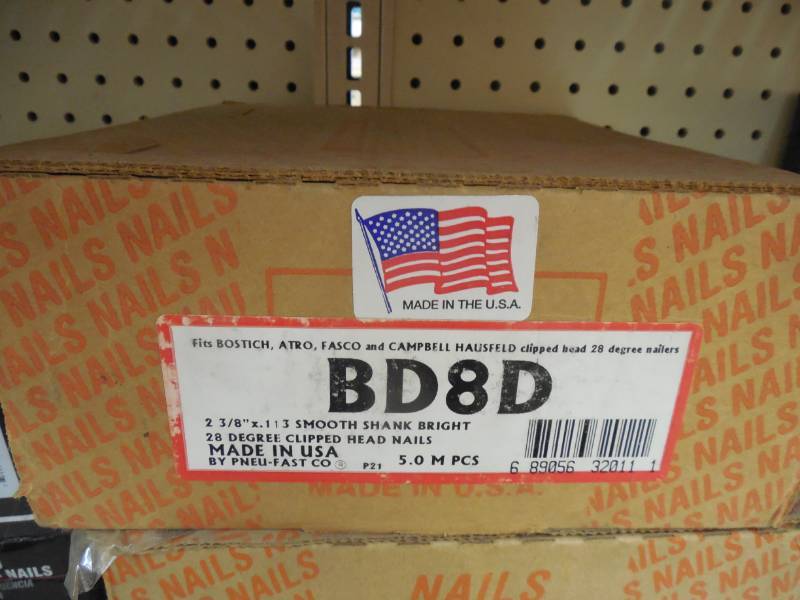 MADE IN THE U.S.A.
Fits BOSTICH, ATRO, FASCO and CAMPBELL HAUSFELD clipped head 28 degree nailers
BD8D
2 3/8"x.113 SMOOTH SHANK BRIGHT
28 DEGREE CLIPPED HEAD NAILS
MADE IN USA
BY PNEU-FAST CO ® P21 5.0 M PCS
6 89056 32011 1
MADE IN U.S.A.
NAILS NAILS NAILS
NAILS
NAILS
NAILS